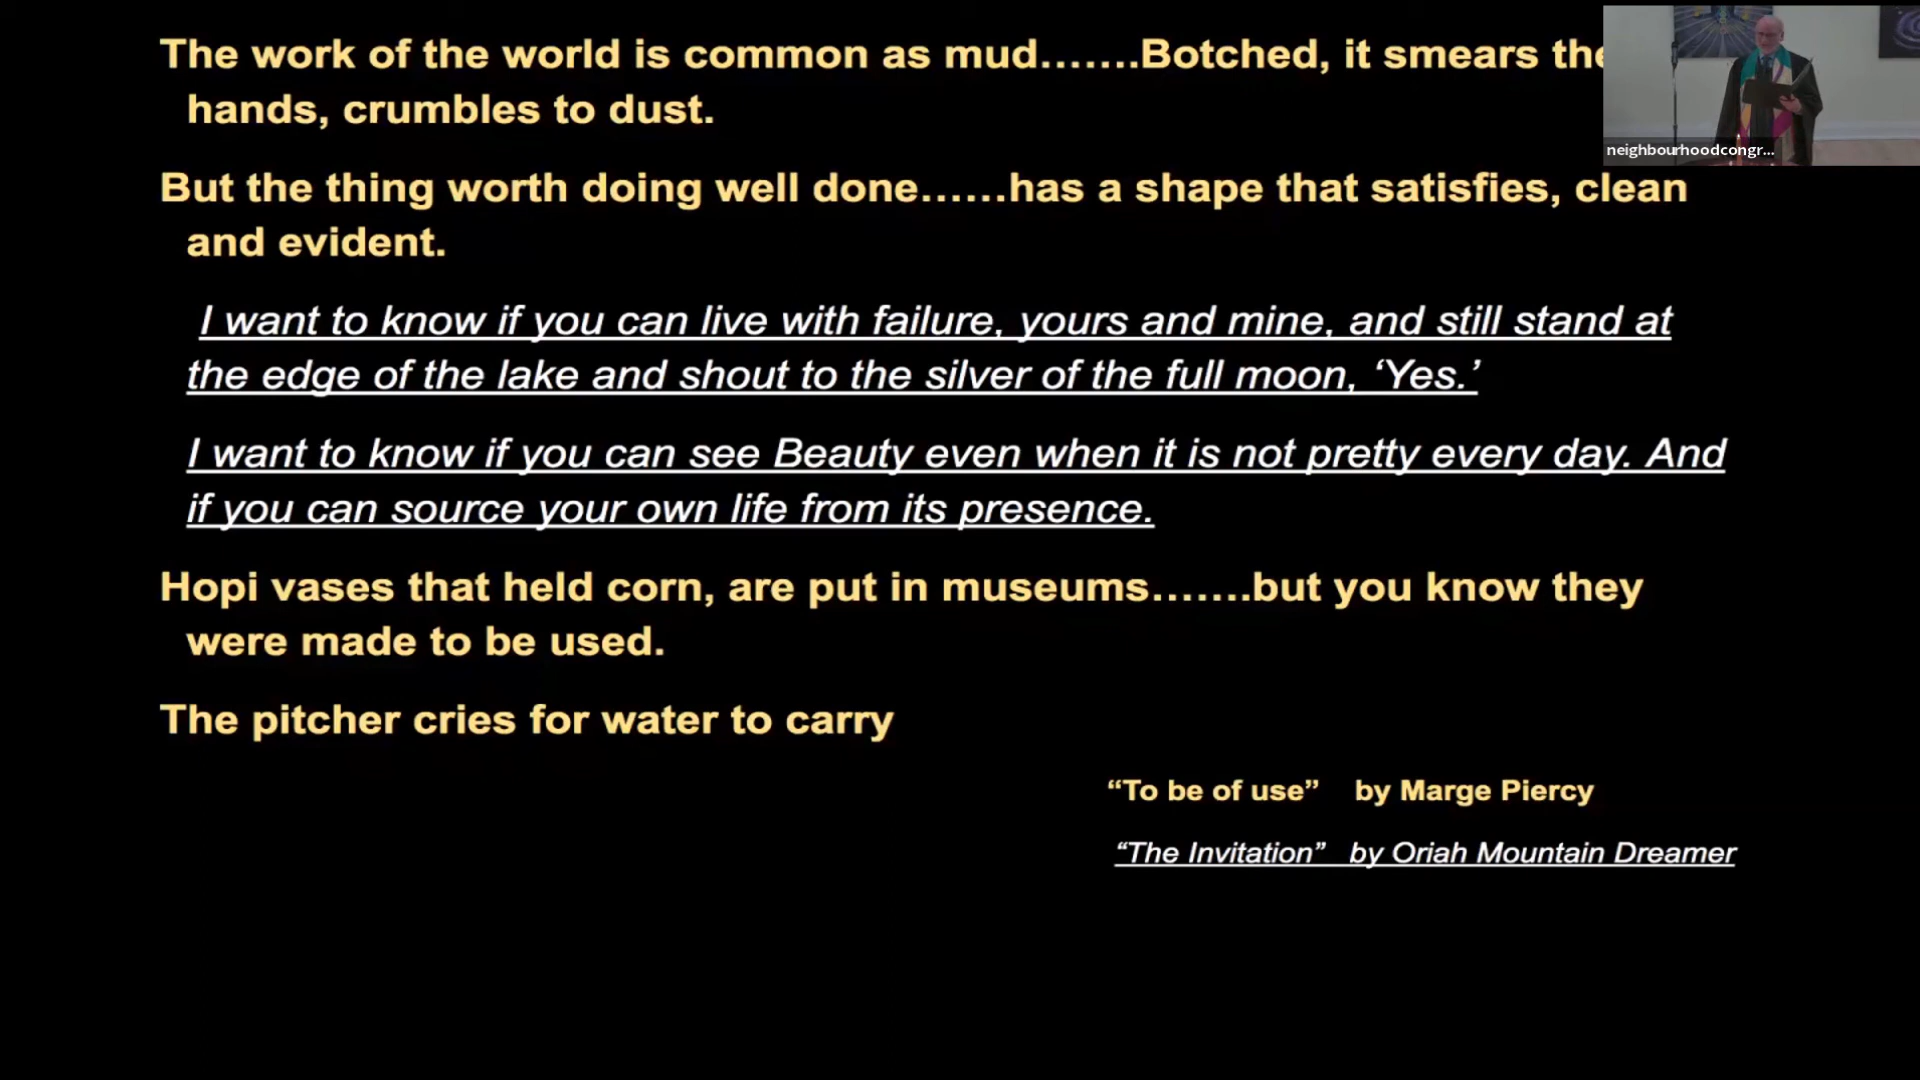 The work of the world is common as mud…….Botched, it smears the
hands, crumbles to dust.
But the thing worth doing well done……has a shape that satisfies, clean
and evident.
I want to know if you can live with failure, yours and mine, and still stand at
the edge of the lake and shout to the silver of the full moon, ‘Yes.’
I want to know if you can see Beauty even when it is not pretty every day. And
if you can source your own life from its presence.
Hopi vases that held corn, are put in museums…….but you know they
were made to be used.
The pitcher cries for water to carry
“To be of use” by Marge Piercy
“The Invitation” by Oriah Mountain Dreamer
neighbourhoodcongr...